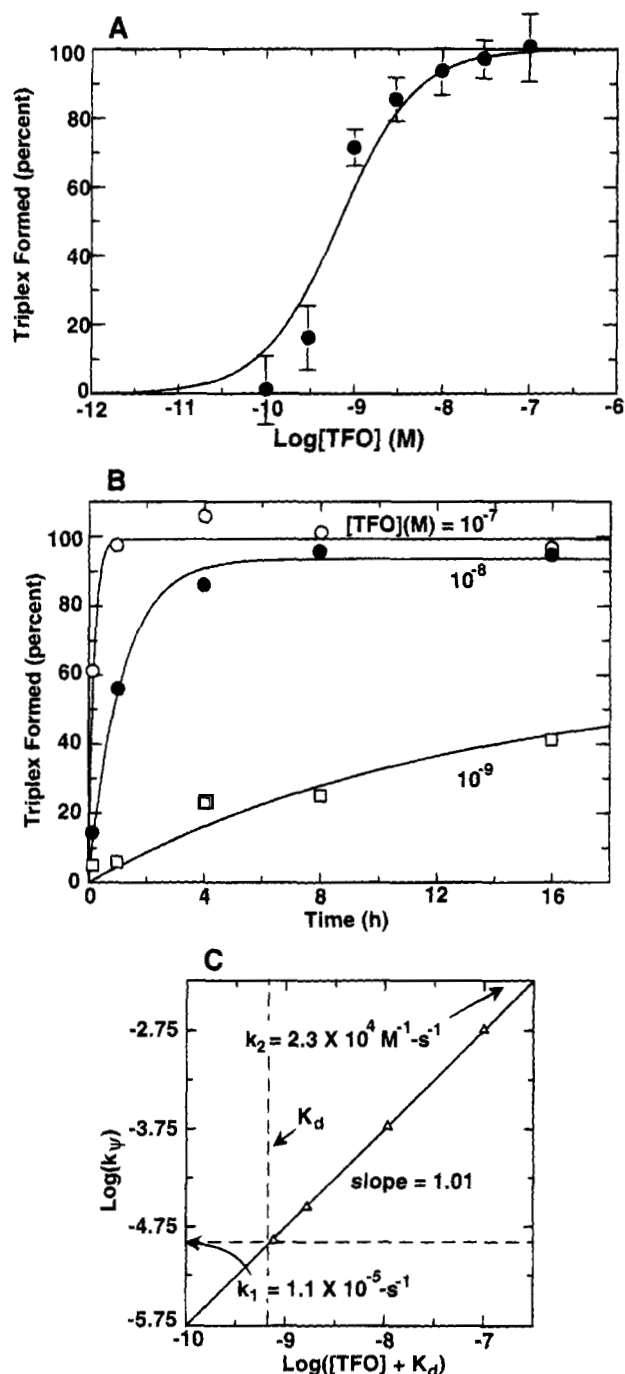 A
Triplex Formed (percent)
100
80
60
40
20
0
-12 -11 -10 -9 -8 -7 -6
Log[TFO] (M)
B
Triplex Formed (percent)
100
80
60
40
20
0
[TFO](M) = 10⁻⁷
10⁻⁸
10⁻⁹
0 4 8 12 16
Time (h)
C
Log(kψ)
-2.75
-3.75
-4.75
-5.75
k₂ = 2.3 X 10⁴ M⁻¹-s⁻¹
K_d
slope = 1.01
k₁ = 1.1 X 10⁻⁵-s⁻¹
-10 -9 -8 -7
Log([TFO] + K_d)